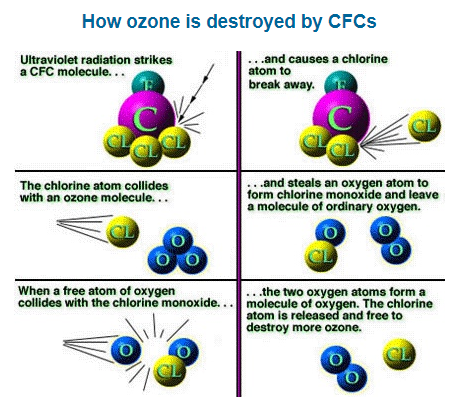 How ozone is destroyed by CFCs
Ultraviolet radiation strikes
a CFC molecule. . .
F
C
CL
CL
CL
. . .and causes a chlorine
atom to
break away.
F
C
CL
CL
CL
The chlorine atom collides
with an ozone molecule. . .
CL
O
O
O
. . .and steals an oxygen atom to
form chlorine monoxide and leave
a molecule of ordinary oxygen.
O
CL
O
O
When a free atom of oxygen
collides with the chlorine monoxide. . .
O
O
CL
. . .the two oxygen atoms form a
molecule of oxygen. The chlorine
atom is released and free to
destroy more ozone.
O
O
CL